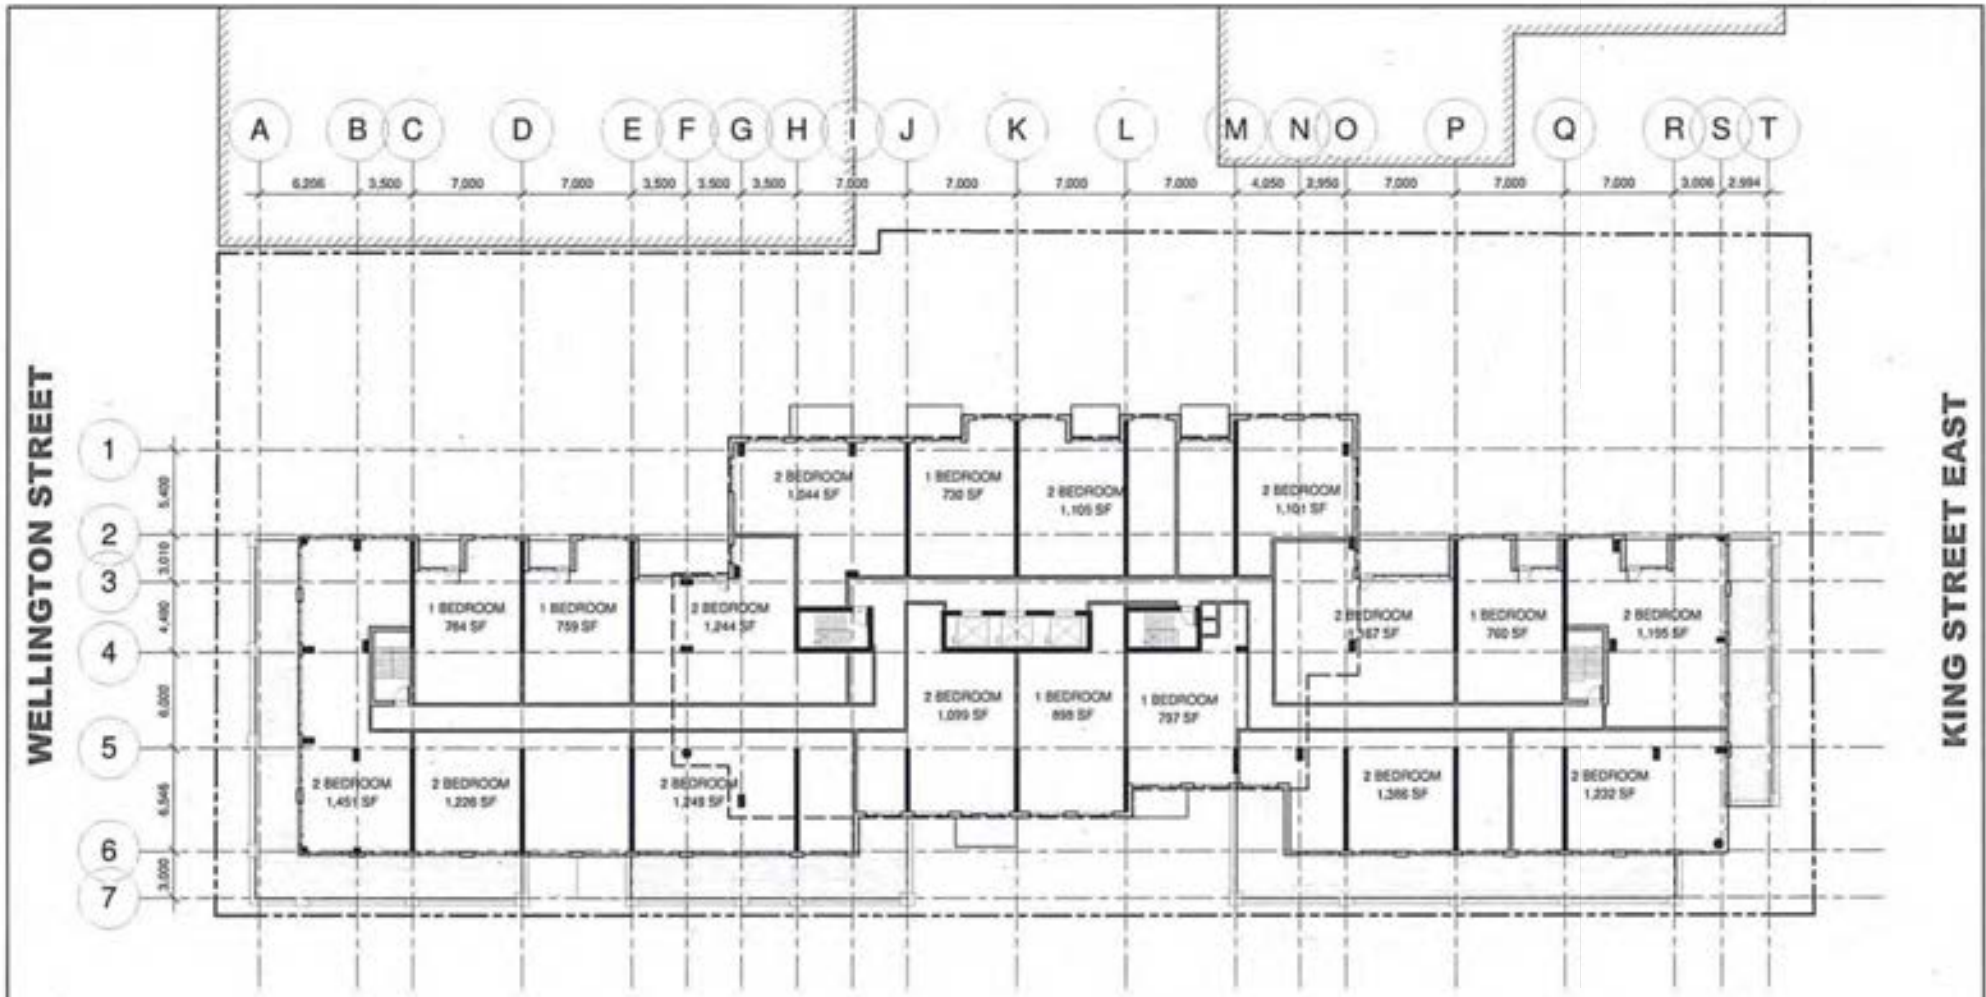 A B C D E F G H I J K L M N O P Q R S T
6,206 3,500 7,000 7,000 3,500 3,500 3,500 7,000 7,000 7,000 7,000 4,050 2,950 7,000 7,000 7,000 3,006 2,994
WELLINGTON STREET
KING STREET EAST
1
5,400
2
3,010
3
4,490
4
6,000
5
6,546
6
3,000
7
2 BEDROOM
1,044 SF
1 BEDROOM
730 SF
2 BEDROOM
1,105 SF
2 BEDROOM
1,101 SF
1 BEDROOM
764 SF
1 BEDROOM
759 SF
2 BEDROOM
1,244 SF
2 BEDROOM
SF
1 BEDROOM
760 SF
2 BEDROOM
1,195 SF
2 BEDROOM
1,099 SF
1 BEDROOM
898 SF
1 BEDROOM
797 SF
2 BEDROOM
1,451 SF
2 BEDROOM
1,226 SF
2 BEDROOM
1,249 SF
2 BEDROOM
1,386 SF
2 BEDROOM
1,232 SF